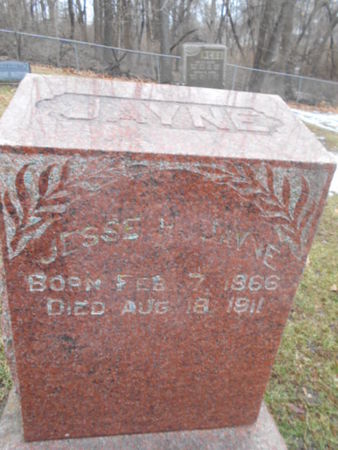 JAYNE
JESSE H. JAYNE
BORN FEB. 7, 1866
DIED AUG. 18, 1911